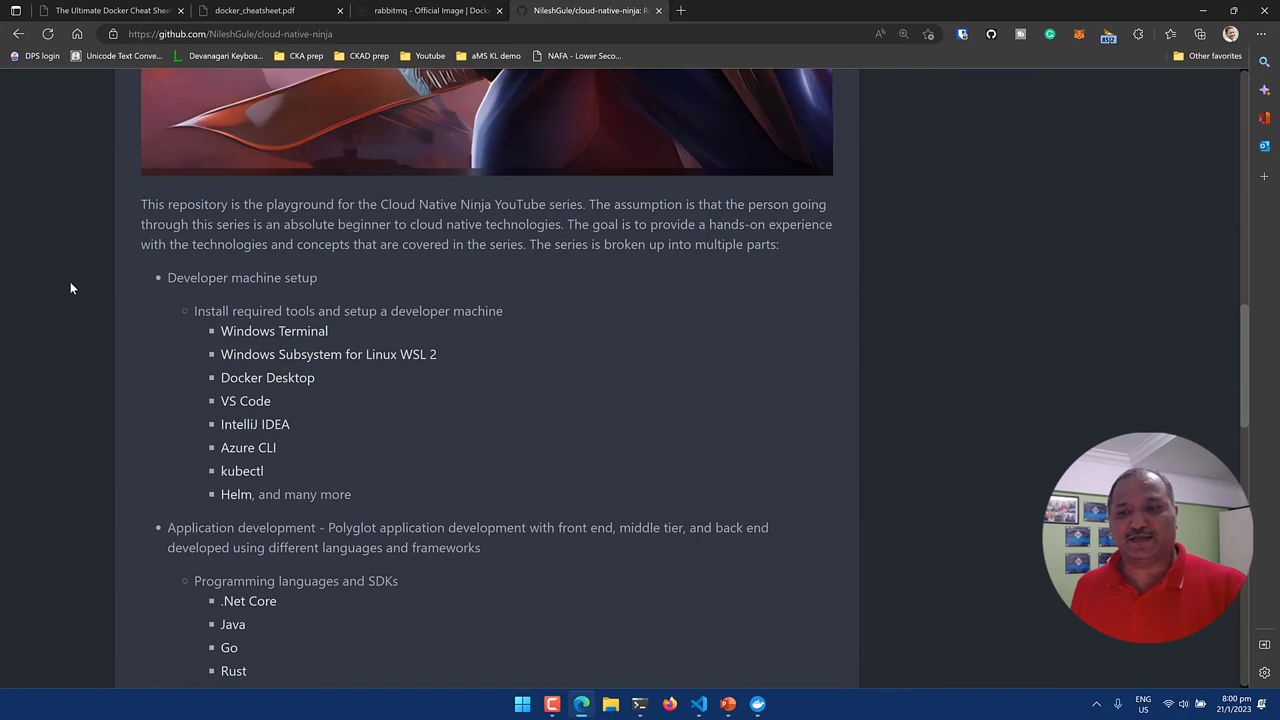 The Ultimate Docker Cheat Shee
docker_cheatsheet.pdf
rabbitmq - Official Image | Dock
NileshGule/cloud-native-ninja: R
https://github.com/NileshGule/cloud-native-ninja
DPS login
Unicode Text Conve...
Devanagari Keyboa...
CKA prep
CKAD prep
Youtube
aMS KL demo
NAFA - Lower Seco...
Other favorites
This repository is the playground for the Cloud Native Ninja YouTube series. The assumption is that the person going
through this series is an absolute beginner to cloud native technologies. The goal is to provide a hands-on experience
with the technologies and concepts that are covered in the series. The series is broken up into multiple parts:
Developer machine setup
Install required tools and setup a developer machine
Windows Terminal
Windows Subsystem for Linux WSL 2
Docker Desktop
VS Code
IntelliJ IDEA
Azure CLI
kubectl
Helm, and many more
Application development - Polyglot application development with front end, middle tier, and back end
developed using different languages and frameworks
Programming languages and SDKs
.Net Core
Java
Go
Rust
ENG
US
8:00 pm
21/1/2023